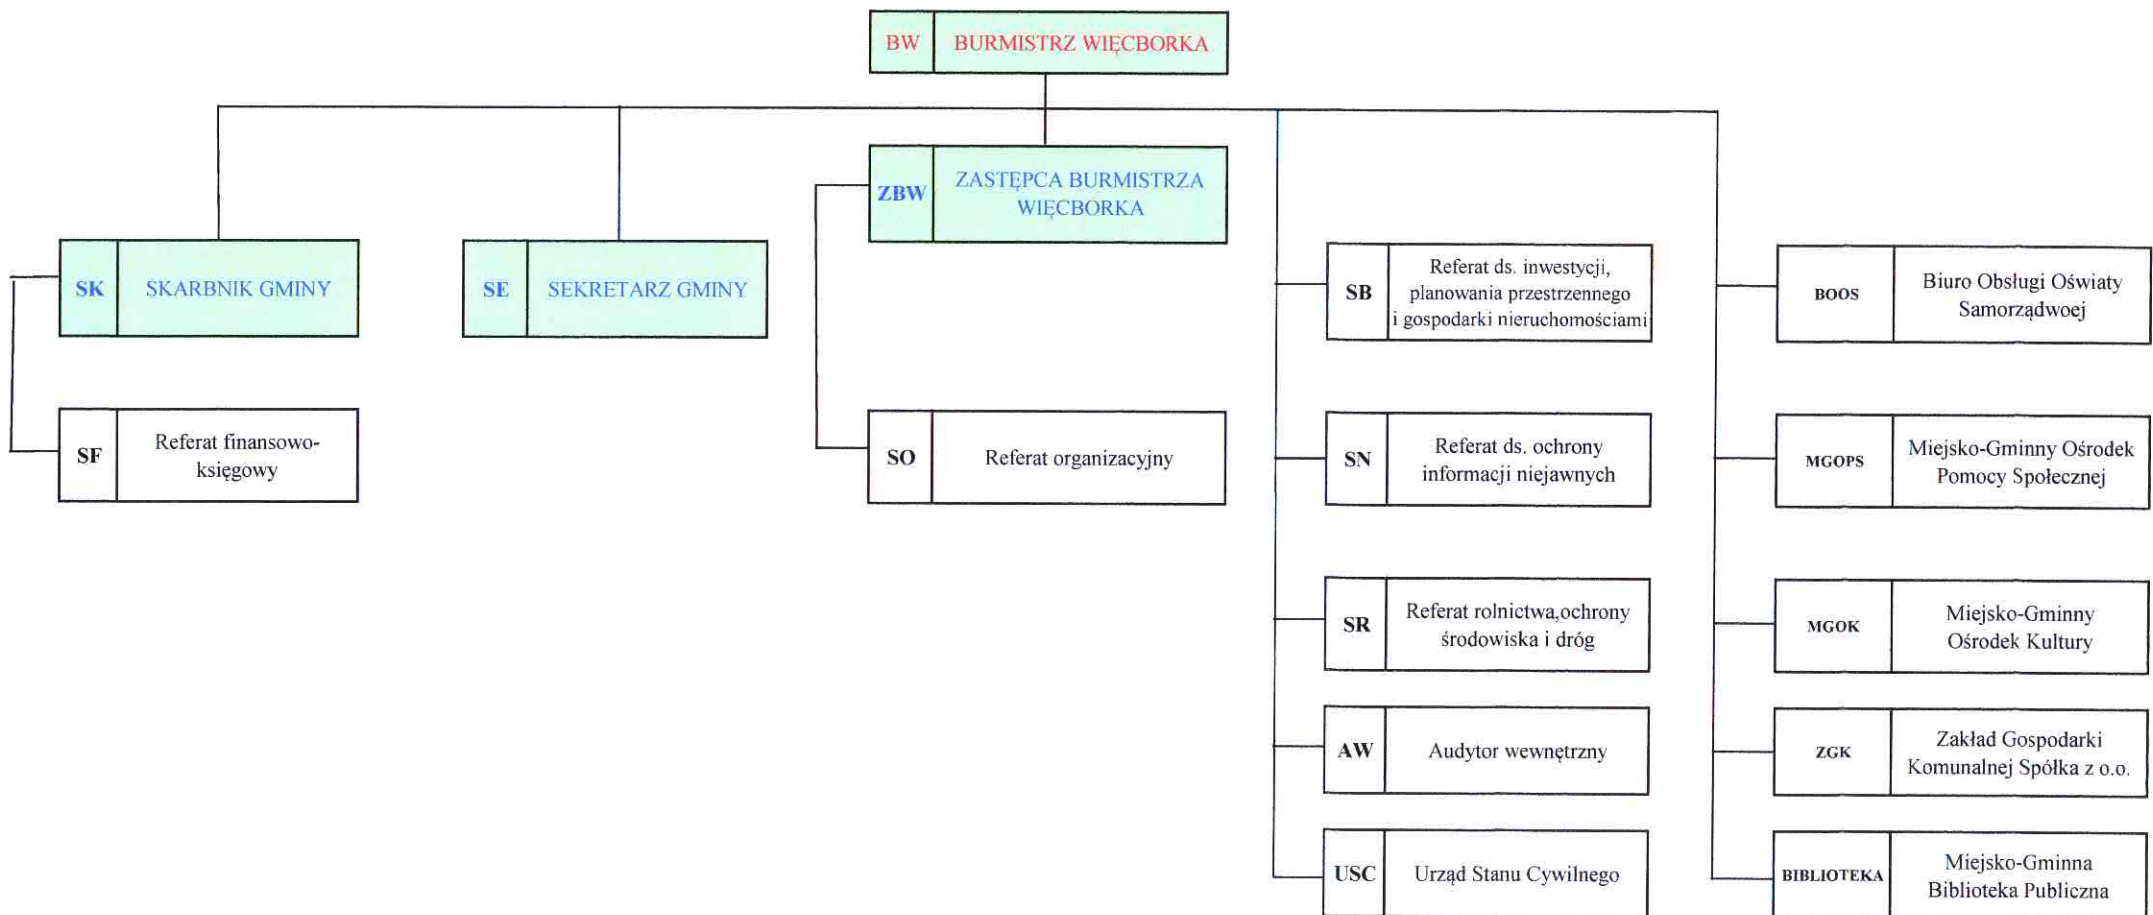 BW BURMISTRZ WIĘCBORKA
ZBW ZASTĘPCA BURMISTRZA
WIĘCBORKA
SK SKARBNIK GMINY
SE SEKRETARZ GMINY
SF Referat finansowo-
księgowy
SO Referat organizacyjny
SB Referat ds. inwestycji,
planowania przestrzennego
i gospodarki nieruchomościami
SN Referat ds. ochrony
informacji niejawnych
SR Referat rolnictwa,ochrony
środowiska i dróg
AW Audytor wewnętrzny
USC Urząd Stanu Cywilnego
BOOS Biuro Obsługi Oświaty
Samorządwoej
MGOPS Miejsko-Gminny Ośrodek
Pomocy Społecznej
MGOK Miejsko-Gminny
Ośrodek Kultury
ZGK Zakład Gospodarki
Komunalnej Spółka z o.o.
BIBLIOTEKA Miejsko-Gminna
Biblioteka Publiczna